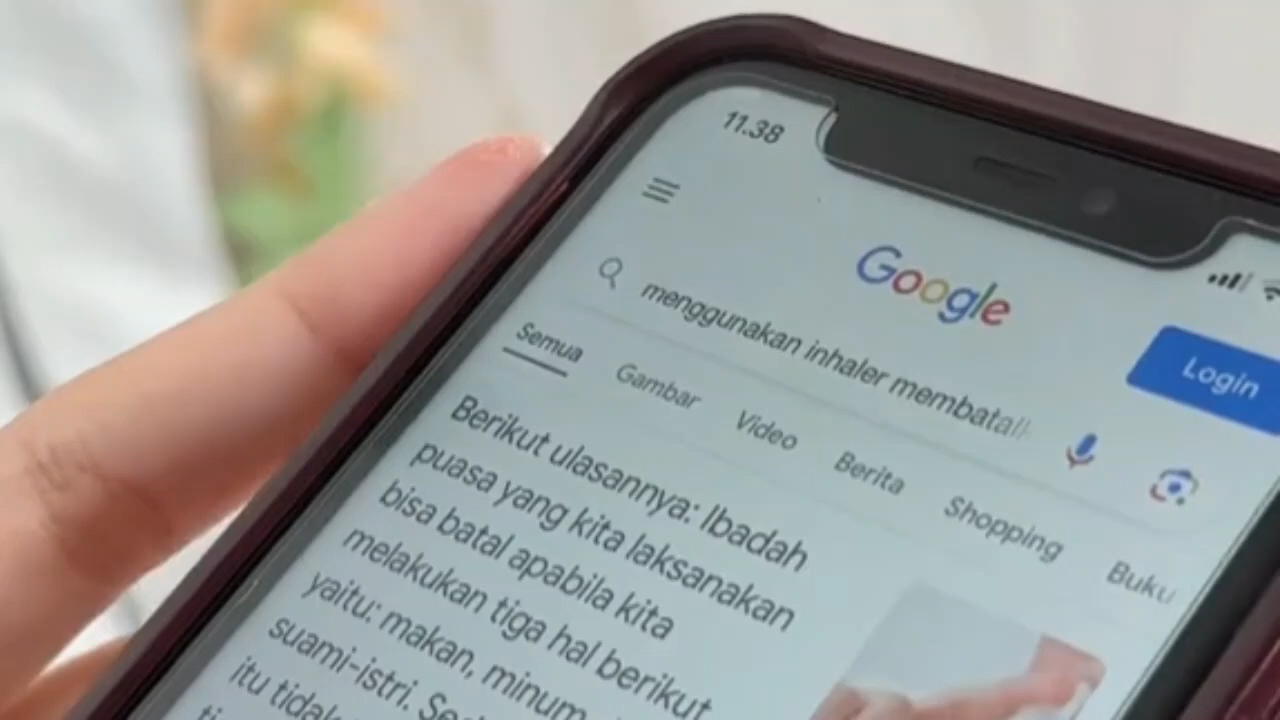 11.38
Google
Login
menggunakan inhaler membatalk
Semua Gambar Video Berita Shopping Buku
Berikut ulasannya: Ibadah
puasa yang kita laksanakan
bisa batal apabila kita
melakukan tiga hal berikut
yaitu: makan, minum,
suami-istri.
itu tidak